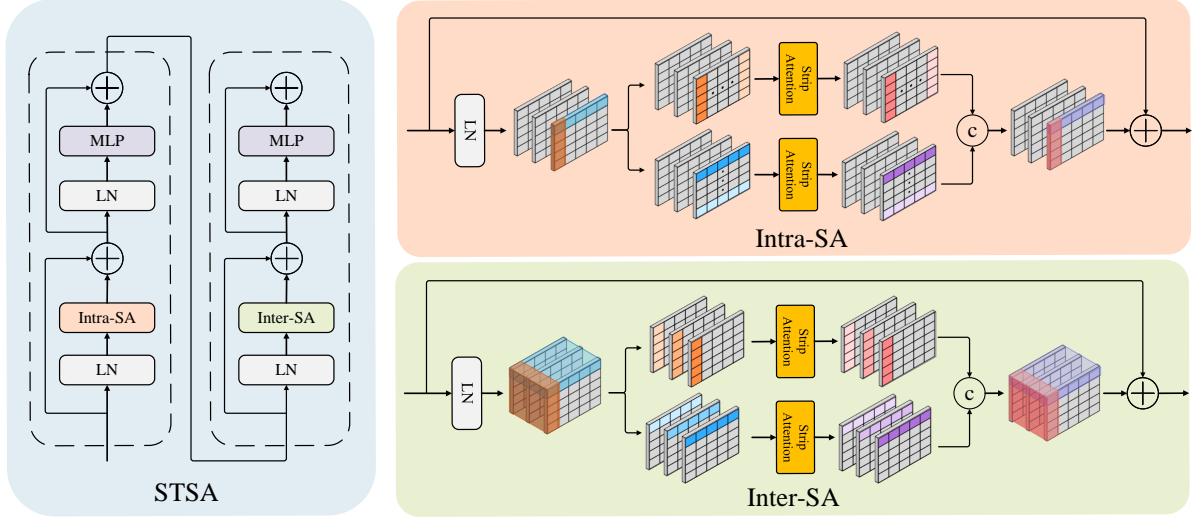 MLP
LN
Intra-SA
LN
MLP
LN
Inter-SA
LN
STSA
LN
Strip
Attention
Strip
Attention
c
Intra-SA
LN
Strip
Attention
Strip
Attention
c
Inter-SA